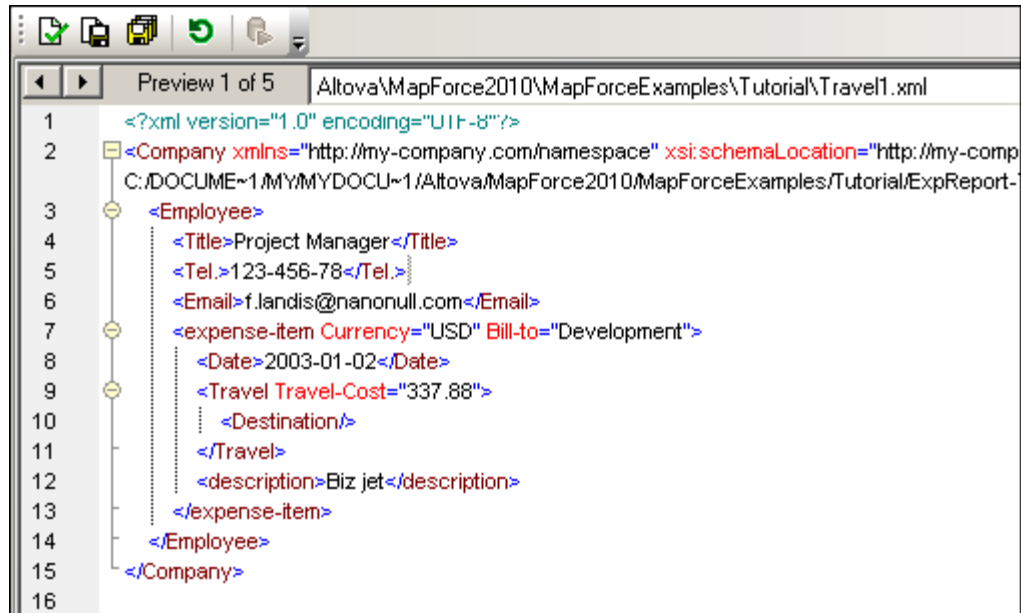 Preview 1 of 5 Altova\MapForce2010\MapForceExamples\Tutorial\Travel1.xml
1 <?xml version="1.0" encoding="UTF-8"?>
2 <Company xmlns="http://my-company.com/namespace" xsi:schemaLocation="http://my-comp
C:/DOCUME~1/MY/MYDOCU~1/Altova/MapForce2010/MapForceExamples/Tutorial/ExpReport-
3 <Employee>
4 <Title>Project Manager</Title>
5 <Tel.>123-456-78</Tel.>
6 <Email>f.landis@nanonull.com</Email>
7 <expense-item Currency="USD" Bill-to="Development">
8 <Date>2003-01-02</Date>
9 <Travel Travel-Cost="337.88">
10 <Destination/>
11 </Travel>
12 <description>Biz jet</description>
13 </expense-item>
14 </Employee>
15 </Company>
16